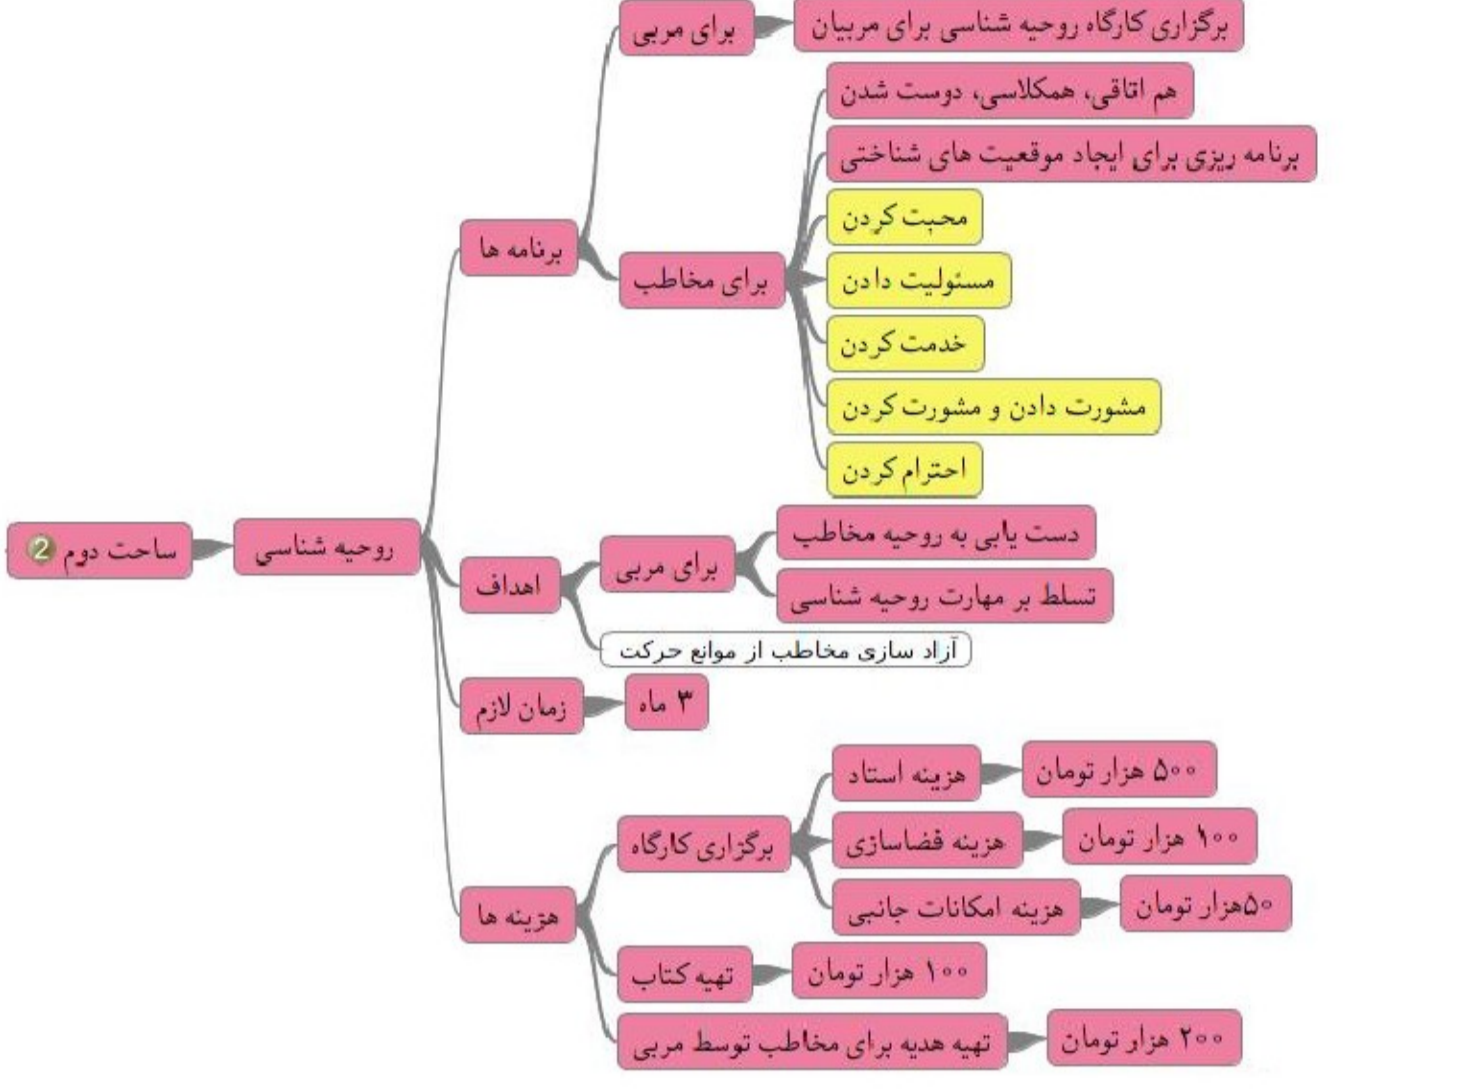 ساحت دوم 2
روحیه شناسی
برنامه ها
برای مربی
برگزاری کارگاه روحیه شناسی برای مربیان
برای مخاطب
هم اتاقی، همکلاسی، دوست شدن
برنامه ریزی برای ایجاد موقعیت های شناختی
محبت کردن
مسئولیت دادن
خدمت کردن
مشورت دادن و مشورت کردن
احترام کردن
اهداف
برای مربی
دست یابی به روحیه مخاطب
تسلط بر مهارت روحیه شناسی
آزاد سازی مخاطب از موانع حرکت
زمان لازم
۳ ماه
هزینه ها
برگزاری کارگاه
هزینه استاد
۵۰۰ هزار تومان
هزینه فضاسازی
۱۰۰ هزار تومان
هزینه امکانات جانبی
۵۰هزار تومان
تهیه کتاب
۱۰۰ هزار تومان
تهیه هدیه برای مخاطب توسط مربی
۲۰۰ هزار تومان